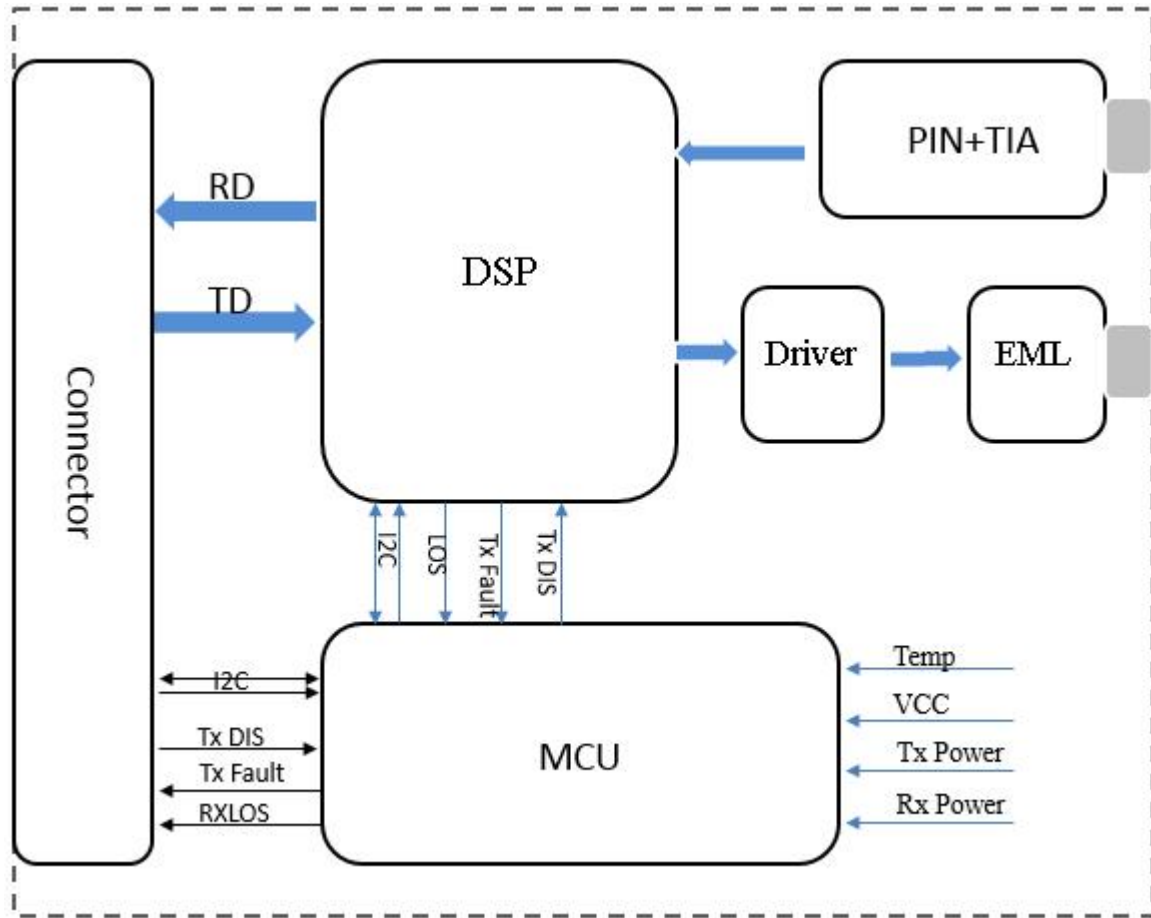 PIN+TIA
RD
DSP
TD
Driver
EML
Connector
I2C
LOS
Tx Fault
Tx DIS
Temp
I2C
VCC
Tx DIS
MCU
Tx Power
Tx Fault
Rx Power
RXLOS